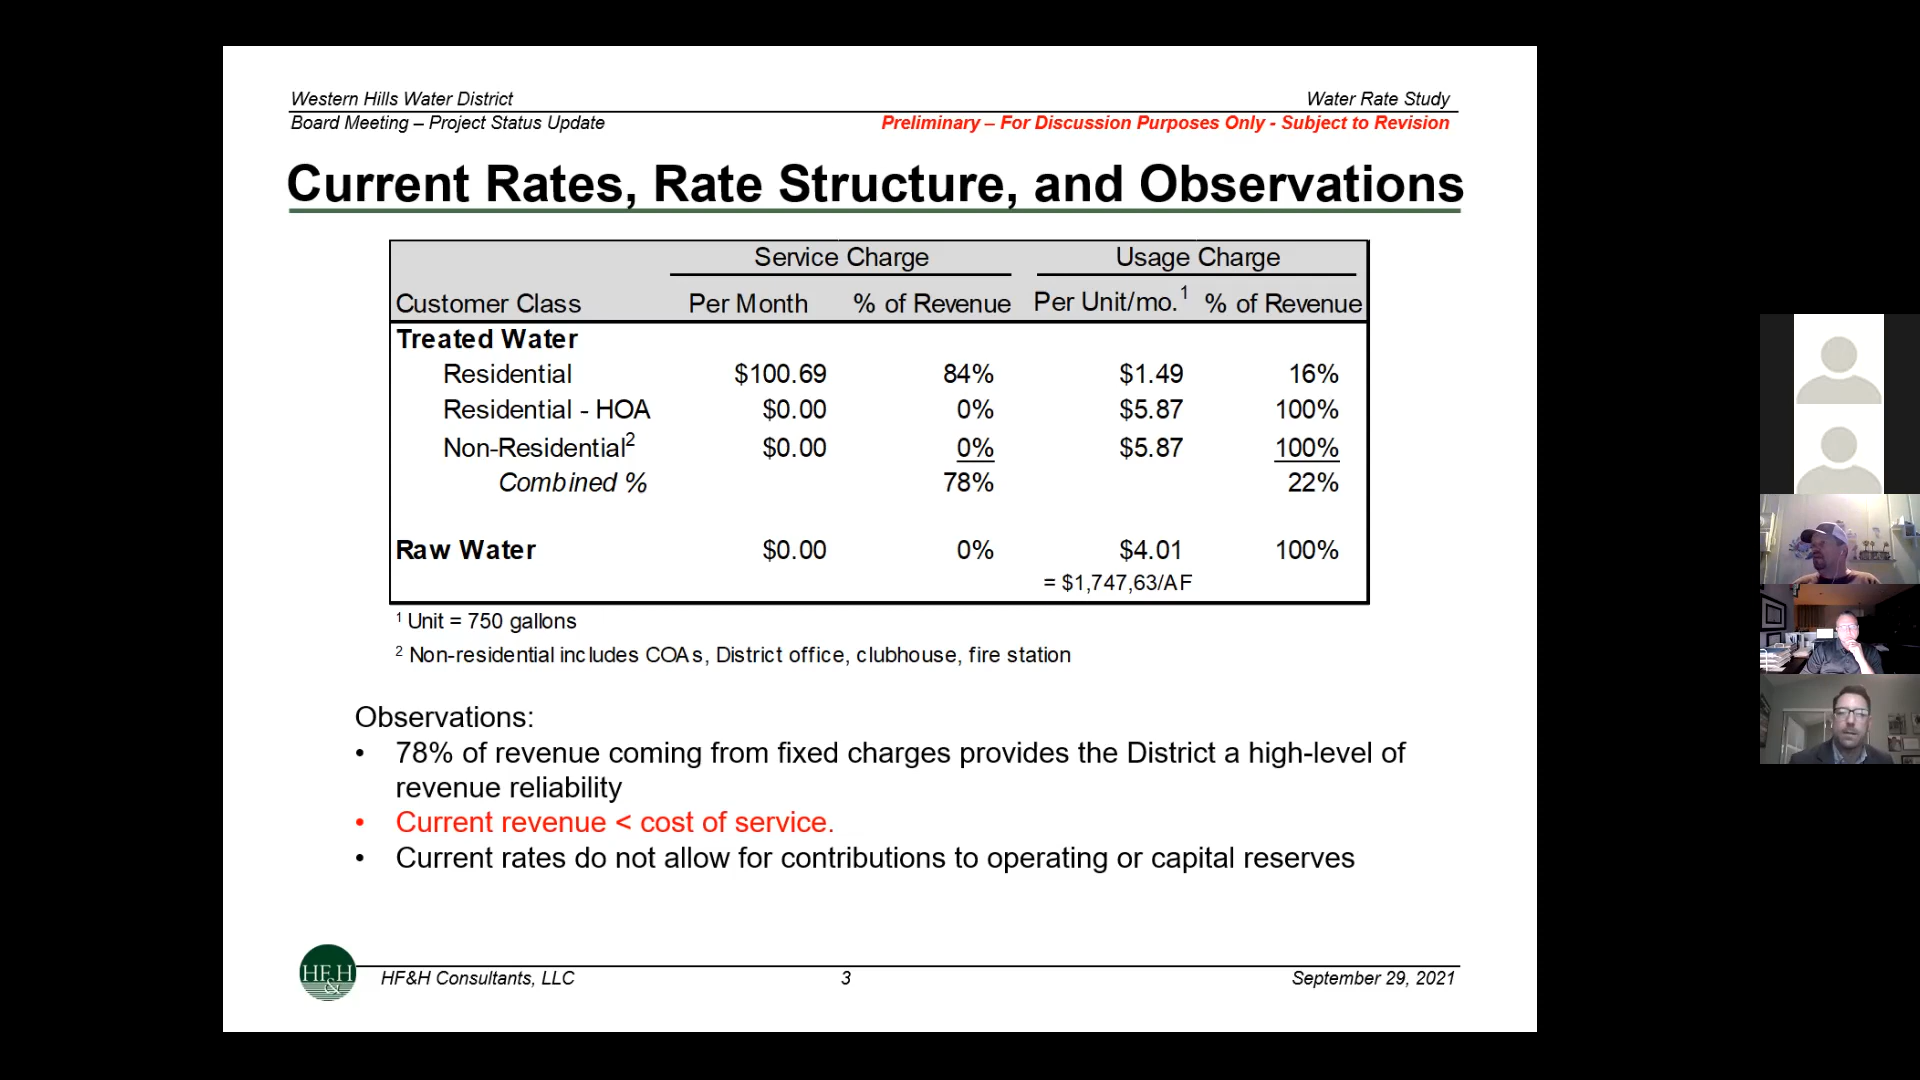 Western Hills Water District
Water Rate Study
Board Meeting – Project Status Update
Preliminary – For Discussion Purposes Only - Subject to Revision
Current Rates, Rate Structure, and Observations
Service Charge Usage Charge
Customer Class Per Month % of Revenue Per Unit/mo.1 % of Revenue
Treated Water
Residential $100.69 84% $1.49 16%
Residential - HOA $0.00 0% $5.87 100%
Non-Residential2 $0.00 0% $5.87 100%
Combined % 78% 22%
Raw Water $0.00 0% $4.01 100%
= $1,747,63/AF
1 Unit = 750 gallons
2 Non-residential includes COAs, District office, clubhouse, fire station
Observations:
• 78% of revenue coming from fixed charges provides the District a high-level of
revenue reliability
• Current revenue < cost of service.
• Current rates do not allow for contributions to operating or capital reserves
HF&H
HF&H Consultants, LLC 3 September 29, 2021